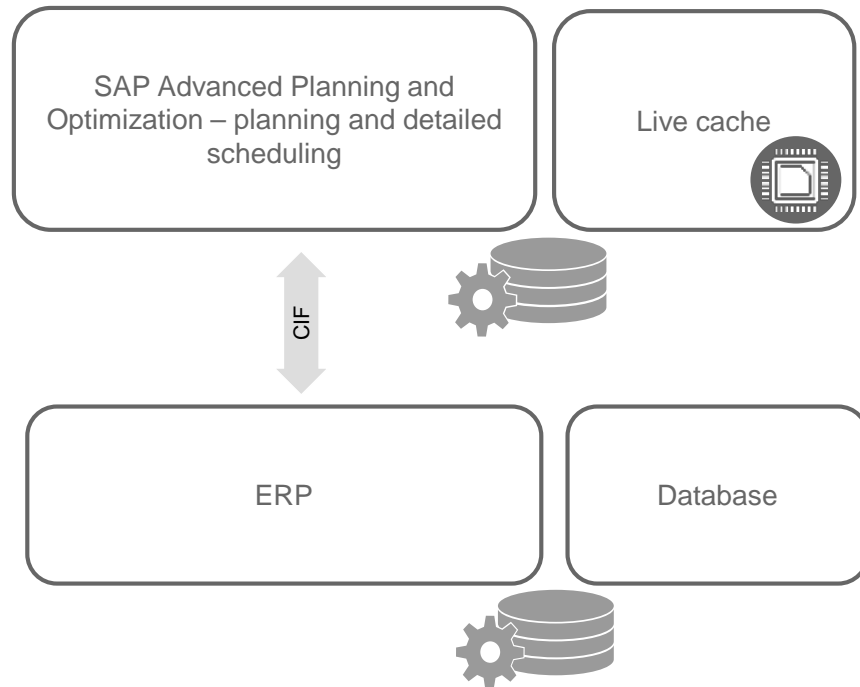 SAP Advanced Planning and
Optimization – planning and detailed
scheduling
Live cache
CIF
ERP
Database